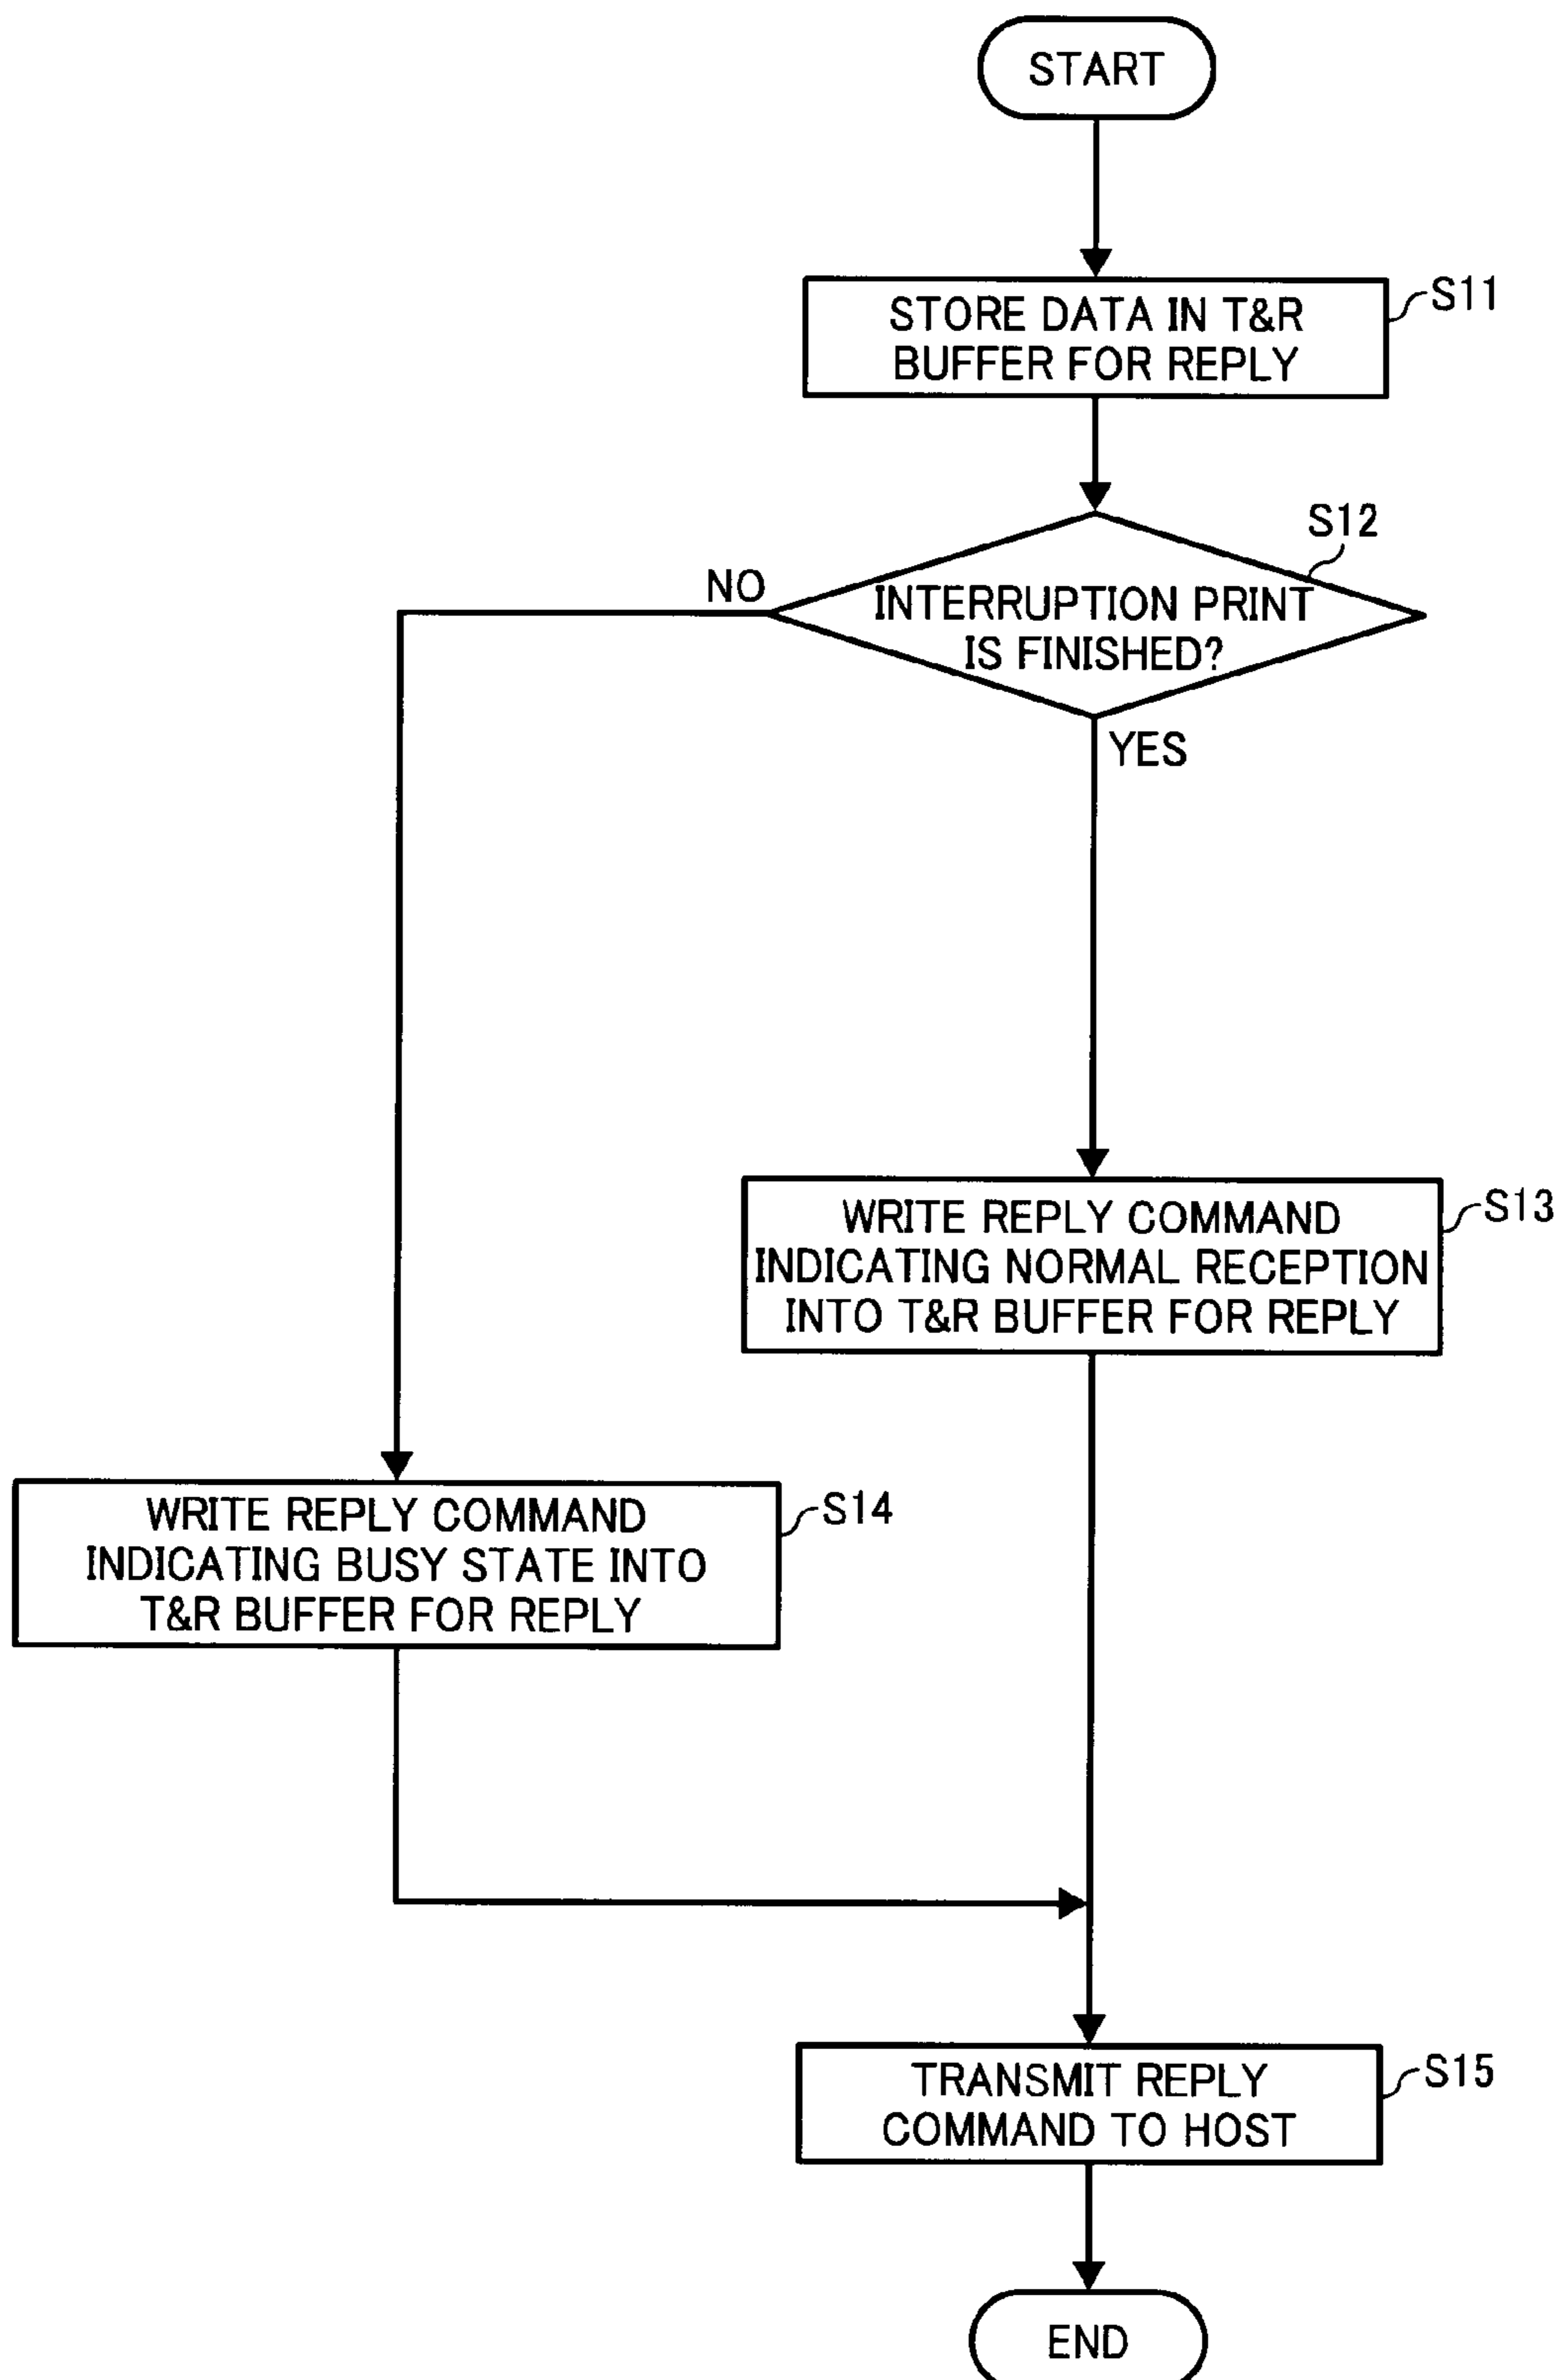 START
STORE DATA IN T&R
BUFFER FOR REPLY
S11
S12
NO
INTERRUPTION PRINT
IS FINISHED?
YES
WRITE REPLY COMMAND
INDICATING NORMAL RECEPTION
INTO T&R BUFFER FOR REPLY
S13
WRITE REPLY COMMAND
INDICATING BUSY STATE INTO
T&R BUFFER FOR REPLY
S14
TRANSMIT REPLY
COMMAND TO HOST
S15
END